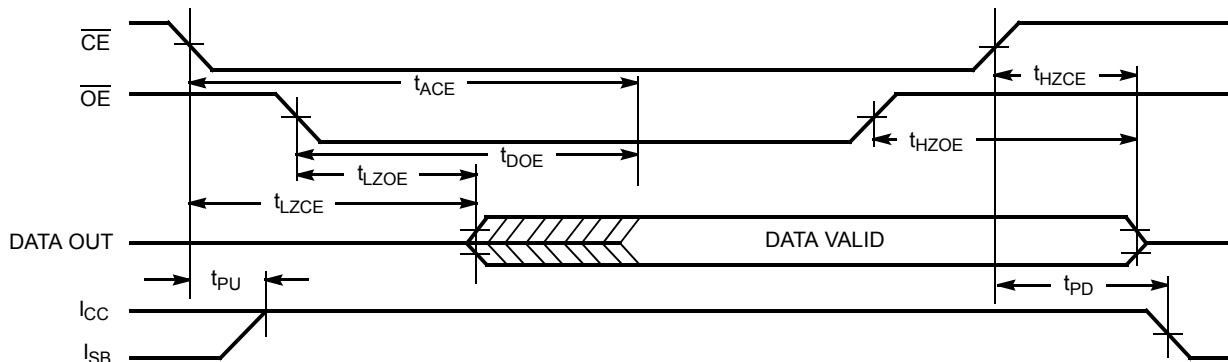 CE
tACE
tHZCE
OE
tHZOE
tDOE
tLZOE
tLZCE
DATA OUT
DATA VALID
tPU
tPD
ICC
ISB